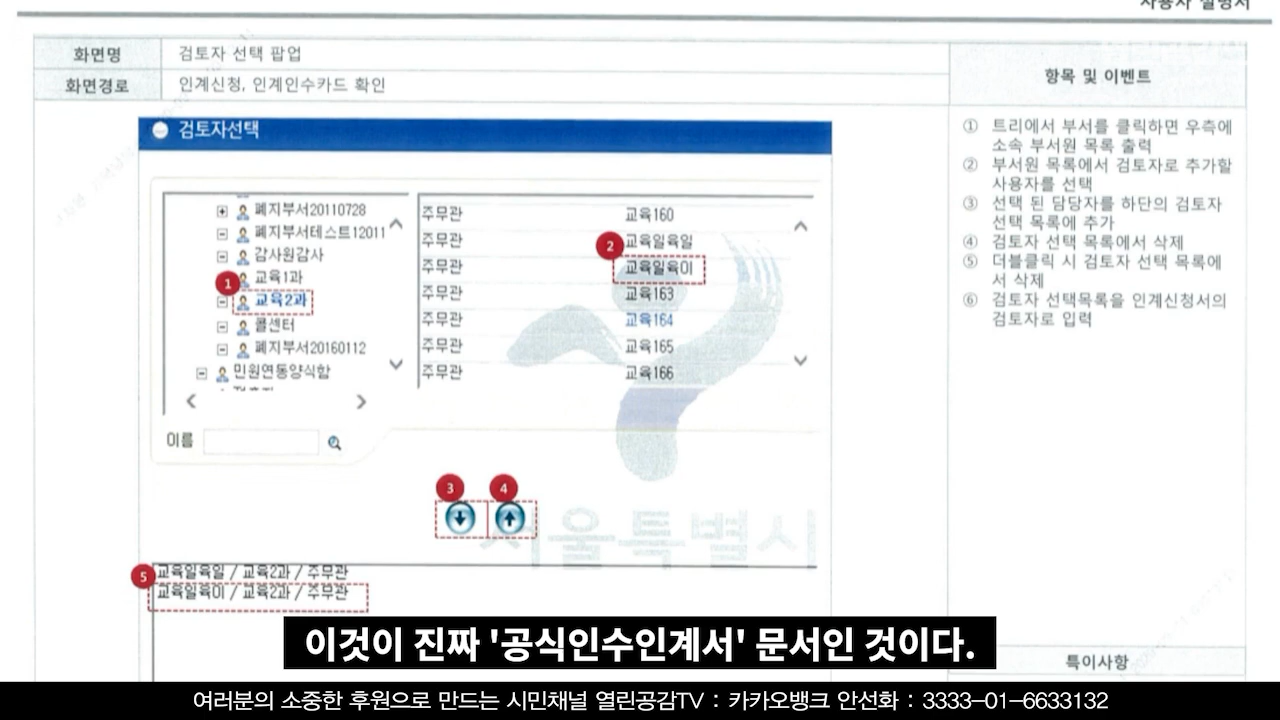 사용자 설명서
화면명
검토자 선택 팝업
화면경로
인계신청, 인계인수카드 확인
항목 및 이벤트
검토자선택
폐지부서20110728
폐지부서테스트12011
감사원감사
1
교육1과
교육2과
콜센터
폐지부서20160112
민원연동양식함
주무관 교육160
주무관 교육일육일
2
주무관 교육일육이
주무관 교육163
주무관 교육164
주무관 교육165
주무관 교육166
이름
3 4
서울특별시
5
교육일육일 / 교육2과 / 주무관
교육일육이 / 교육2과 / 주무관
① 트리에서 부서를 클릭하면 우측에
소속 부서원 목록 출력
② 부서원 목록에서 검토자로 추가할
사용자를 선택
③ 선택 된 담당자를 하단의 검토자
선택 목록에 추가
④ 검토자 선택 목록에서 삭제
⑤ 더블클릭 시 검토자 선택 목록에
서 삭제
⑥ 검토자 선택목록을 인계신청서의
검토자로 입력
특이사항
이것이 진짜 '공식인수인계서' 문서인 것이다.
여러분의 소중한 후원으로 만드는 시민채널 열린공감TV : 카카오뱅크 안선화 : 3333-01-6633132